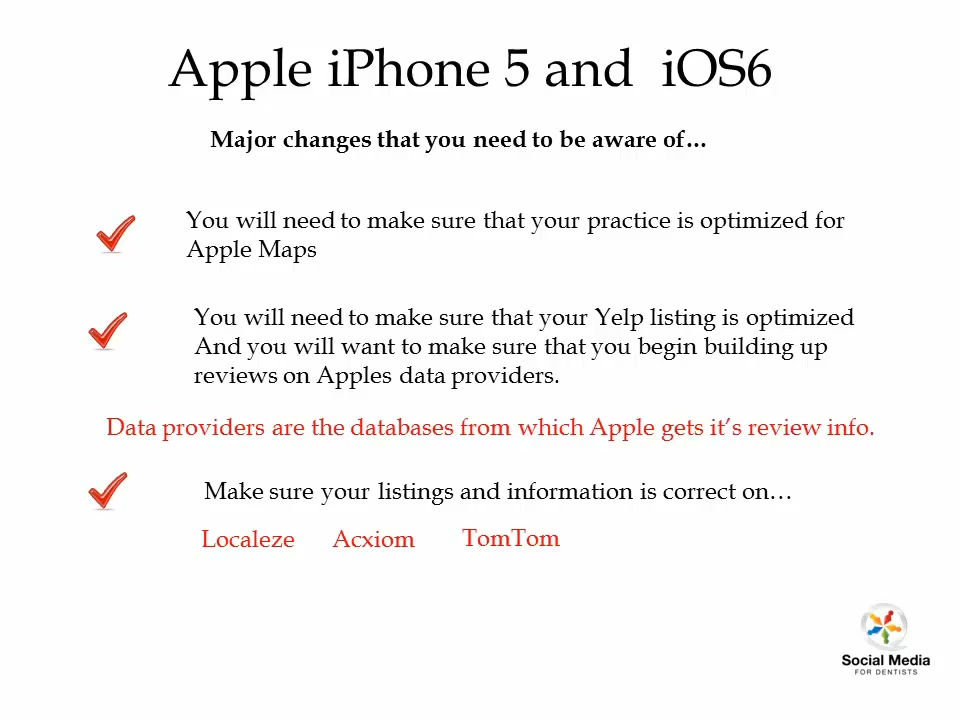 Apple iPhone 5 and iOS6
Major changes that you need to be aware of…
You will need to make sure that your practice is optimized for
Apple Maps
You will need to make sure that your Yelp listing is optimized
And you will want to make sure that you begin building up
reviews on Apples data providers.
Data providers are the databases from which Apple gets it’s review info.
Make sure your listings and information is correct on…
Localeze Acxiom TomTom
Social Media
FOR DENTISTS